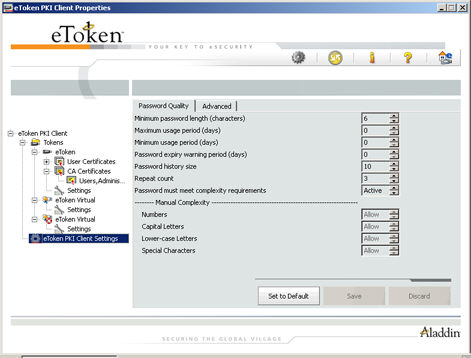 eToken PKI Client Properties
eToken
YOUR KEY TO eSECURITY
eToken PKI Client
Tokens
eToken
User Certificates
CA Certificates
Users,Adminis...
Settings
eToken Virtual
Settings
eToken Virtual
Settings
eToken PKI Client Settings
Password Quality Advanced
Minimum password length (characters) 6
Maximum usage period (days) 0
Minimum usage period (days) 0
Password expiry warning period (days) 0
Password history size 10
Repeat count 3
Password must meet complexity requirements Active
Manual Complexity
Numbers Allow
Capital Letters Allow
Lower-case Letters Allow
Special Characters Allow
Set to Default Save Discard
SECURING THE GLOBAL VILLAGE
Aladdin